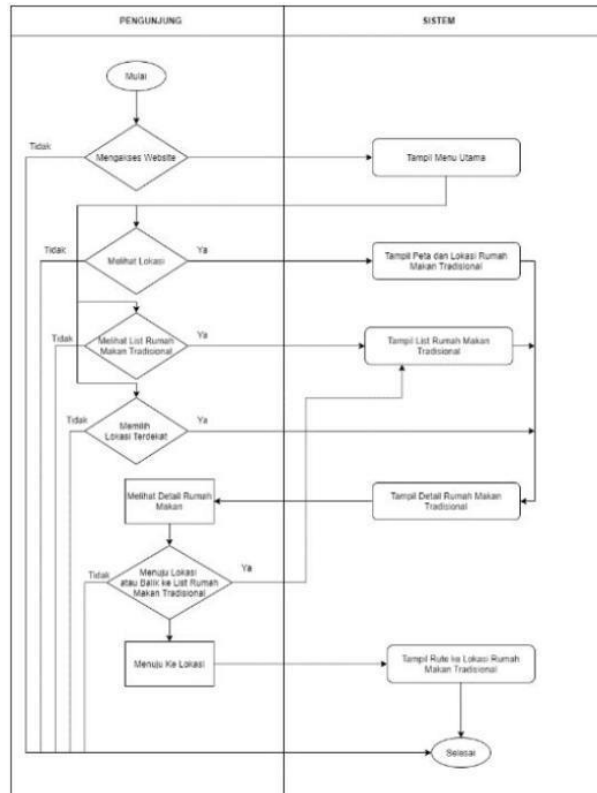 PENGUNJUNG
SISTEM
Mulai
Tidak
Mengakses Website
Tampil Menu Utama
Tidak
Melihat Lokasi
Ya
Tampil Peta dan Lokasi Rumah
Makan Tradisional
Tidak
Melihat List Rumah
Makan Tradisional
Ya
Tampil List Rumah Makan
Tradisional
Tidak
Memilih
Lokasi Terdekat
Ya
Melihat Detail Rumah
Makan
Tampil Detail Rumah Makan
Tradisional
Tidak
Menuju Lokasi
atau Balik ke List Rumah
Makan Tradisional
Ya
Menuju Ke Lokasi
Tampil Rute ke Lokasi Rumah
Makan Tradisional
Selesai